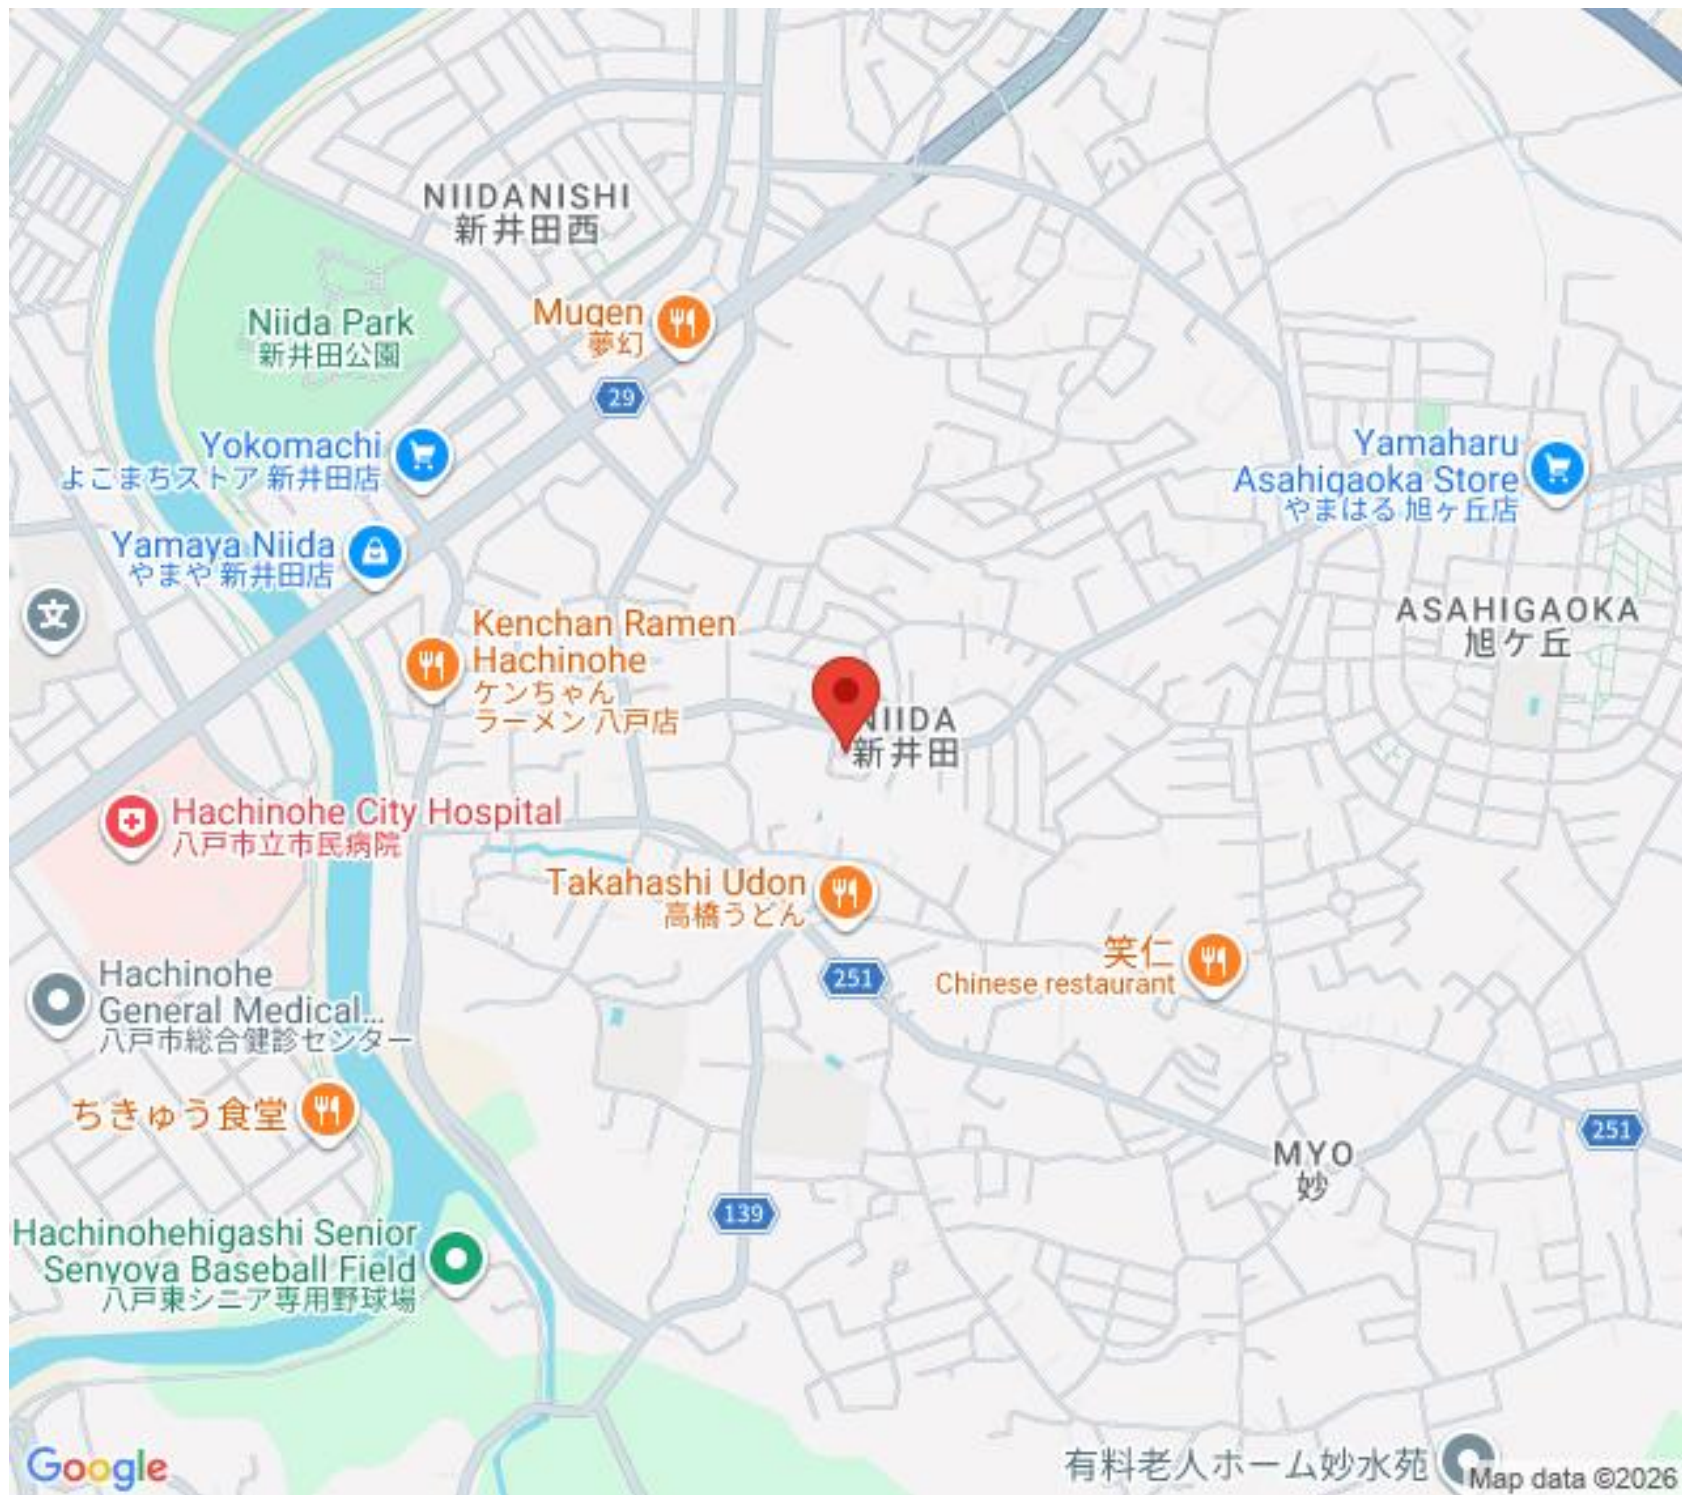 NIIDANISHI
新井田西
Niida Park
新井田公園
Mugen
夢幻
29
Yokomachi
よこまちストア 新井田店
Yamaharu
Asahigaoka Store
やまはる 旭ヶ丘店
Yamaya Niida
やまや 新井田店
文
Kenchan Ramen
Hachinohe
ケンちゃん
ラーメン 八戸店
ASAHIGAOKA
旭ケ丘
NIIDA
新井田
Hachinohe City Hospital
八戸市立市民病院
Takahashi Udon
高橋うどん
251
笑仁
Chinese restaurant
Hachinohe
General Medical...
八戸市総合健診センター
ちきゅう食堂
251
MYO
妙
139
Hachinohehigashi Senior
Senyova Baseball Field
八戸東シニア専用野球場
有料老人ホーム妙水苑
Google
Map data ©2026